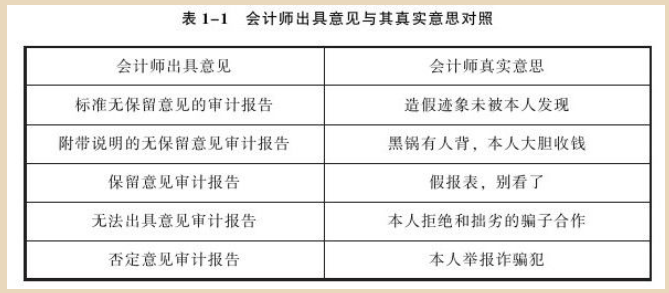 表 1-1 会计师出具意见与其真实意思对照
会计师出具意见 会计师真实意思
标准无保留意见的审计报告 造假迹象未被本人发现
附带说明的无保留意见审计报告 黑锅有人背，本人大胆收钱
保留意见审计报告 假报表，别看了
无法出具意见审计报告 本人拒绝和拙劣的骗子合作
否定意见审计报告 本人举报诈骗犯